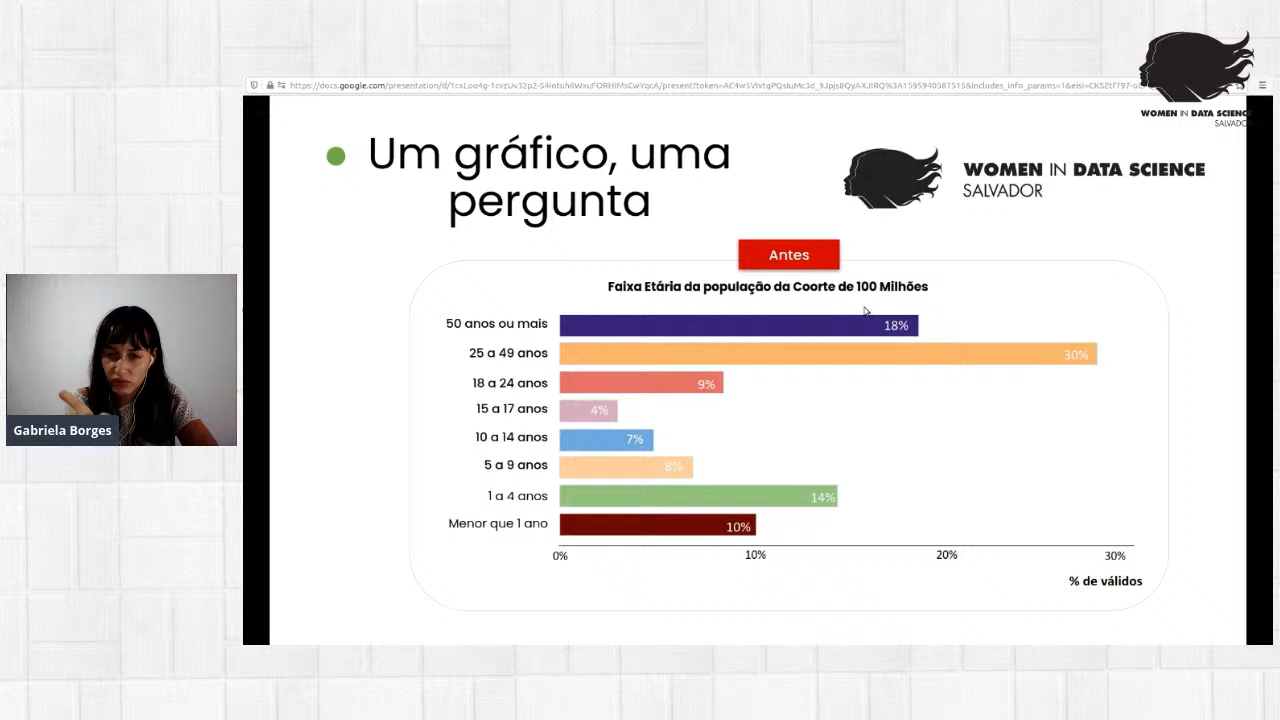 WOMEN IN DATA SCIENCE
SALVADOR
Um gráfico, uma
pergunta
WOMEN IN DATA SCIENCE
SALVADOR
Antes
Faixa Etária da população da Coorte de 100 Milhões
50 anos ou mais 18%
25 a 49 anos 30%
18 a 24 anos 9%
15 a 17 anos 4%
10 a 14 anos 7%
5 a 9 anos 8%
1 a 4 anos 14%
Menor que 1 ano 10%
0% 10% 20% 30%
% de válidos
Gabriela Borges